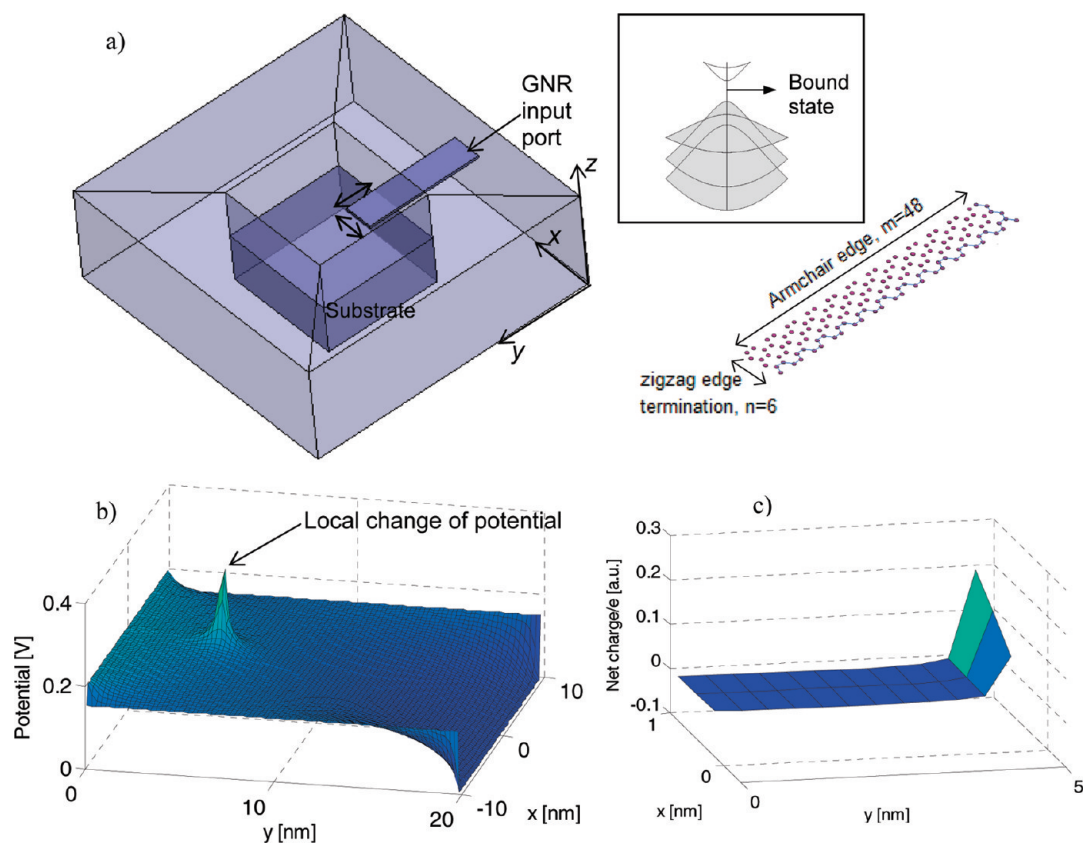 a)
GNR
input
port
z
x
y
Substrate
Bound
state
Armchair edge, m=48
zigzag edge
termination, n=6
b)
Local change of potential
Potential [V]
0.4
0.2
0
0
10
20
y [nm]
-10
0
10
x [nm]
c)
Net charge/e [a.u.]
0.3
0.2
0.1
0
-0.1
1
0
x [nm]
0
5
y [nm]